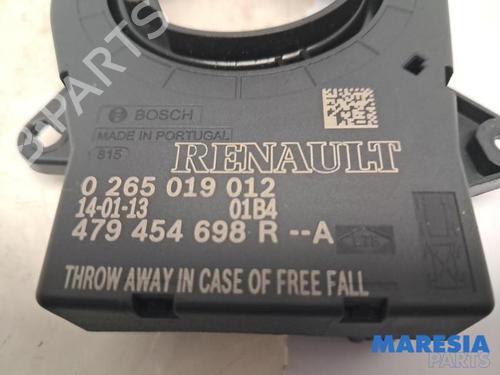 BPARTS
BOSCH
MADE IN PORTUGAL
815
RENAULT
0 265 019 012
14-01-13 01B4
479 454 698 R --A
THROW AWAY IN CASE OF FREE FALL
MARESIA
PARTS